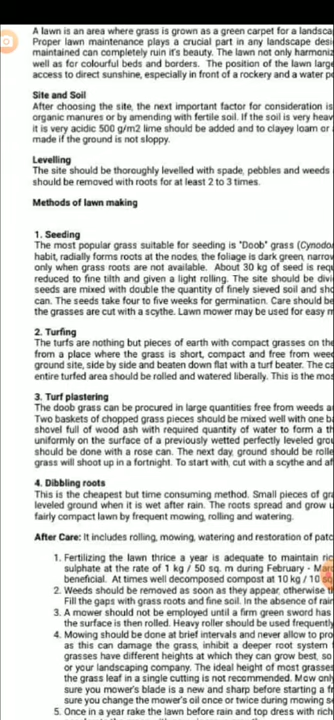 A lawn is an area where grass is grown as a green carpet for a landsca
Proper lawn maintenance plays a crucial part in any landscape desi
maintained can completely ruin it's beauty. The lawn not only harmoniz
well as for colourful beds and borders. The position of the lawn larg
access to direct sunshine, especially in front of a rockery and a water p
Site and Soil
After choosing the site, the next important factor for consideration is
organic manures or by amending with fertile soil. If the soil is very heav
it is very acidic 500 g/m2 lime should be added and to clayey loam or
made if the ground is not sloppy.
Levelling
The site should be thoroughly levelled with spade, pebbles and weeds
should be removed with roots for at least 2 to 3 times.
Methods of lawn making
1. Seeding
The most popular grass suitable for seeding is "Doob" grass (Cynodo
habit, radially forms roots at the nodes, the foliage is dark green, narrow
only when grass roots are not available. About 30 kg of seed is requ
reduced to fine tilth and given a light rolling. The site should be divi
seeds are mixed with double the quantity of finely sieved soil and sho
can. The seeds take four to five weeks for germination. Care should be
the grasses are cut with a scythe. Lawn mower may be used for easy m
2. Turfing
The turfs are nothing but pieces of earth with compact grasses on the
from a place where the grass is short, compact and free from weed
ground site, side by side and beaten down flat with a turf beater. The ca
entire turfed area should be rolled and watered liberally. This is the mos
3. Turf plastering
The doob grass can be procured in large quantities free from weeds a
Two baskets of chopped grass pieces should be mixed well with one ba
shovel full of wood ash with required quantity of water to form a th
uniformly on the surface of a previously wetted perfectly leveled grou
should be done with a rose can. The next day, ground should be rolle
grass will shoot up in a fortnight. To start with, cut with a scythe and af
4. Dibbling roots
This is the cheapest but time consuming method. Small pieces of gra
leveled ground when it is wet after rain. The roots spread and grow u
fairly compact lawn by frequent mowing, rolling and watering.
After Care: It includes rolling, mowing, watering and restoration of patc
1. Fertilizing the lawn thrice a year is adequate to maintain ric
sulphate at the rate of 1 kg / 50 sq. m during February - Marc
beneficial. At times well decomposed compost at 10 kg / 10 sq
2. Weeds should be removed as soon as they appear, otherwise t
Fill the gaps with grass roots and fine soil. In the absence of rain
3. A mower should not be employed until a firm green sword has
the surface is then rolled. Heavy roller should be used frequently
4. Mowing should be done at brief intervals and never allow to pro
as this can damage the grass, inhibit a deeper root system
grasses have different heights at which they can grow best, so
or your landscaping company. The ideal height of most grasses
the grass leaf in a single cutting is not recommended. Mow only
sure you mower's blade is a new and sharp before starting a f
sure you change the mower's oil once or twice during mowing
5. Once in a year rake the lawn before rain and top dress with rich